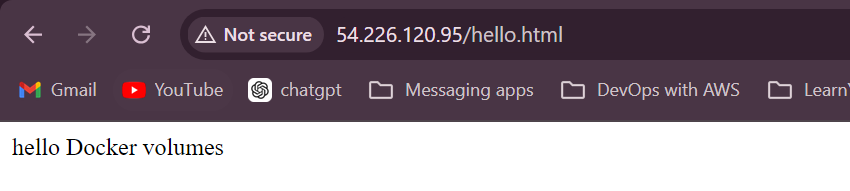 Not secure 54.226.120.95/hello.html
Gmail YouTube chatgpt Messaging apps DevOps with AWS LearnY
hello Docker volumes